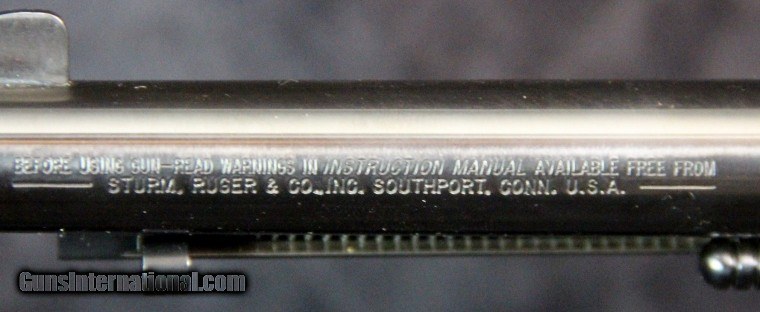 BEFORE USING GUN—READ WARNINGS IN INSTRUCTION MANUAL AVAILABLE FREE FROM
STURM, RUGER & CO., INC. SOUTHPORT, CONN. U.S.A.
GunsInternational.com